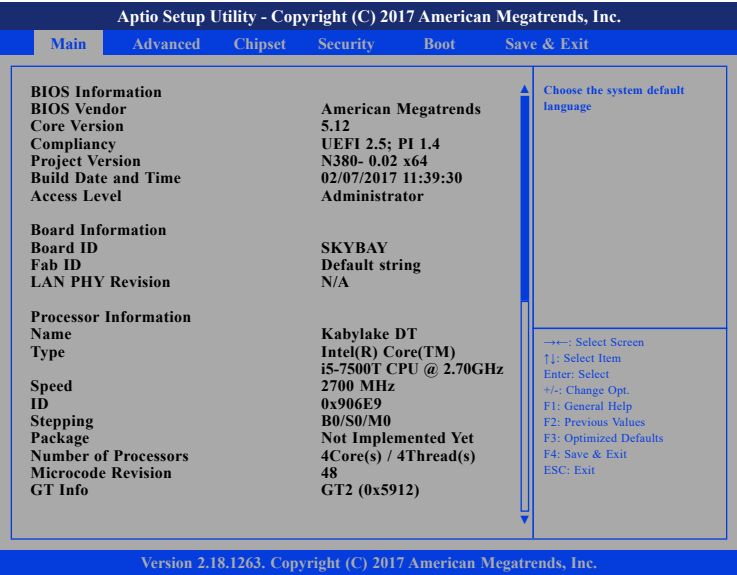 Aptio Setup Utility - Copyright (C) 2017 American Megatrends, Inc.
Main Advanced Chipset Security Boot Save & Exit
BIOS Information
BIOS Vendor American Megatrends
Core Version 5.12
Compliancy UEFI 2.5; PI 1.4
Project Version N380- 0.02 x64
Build Date and Time 02/07/2017 11:39:30
Access Level Administrator
Board Information
Board ID SKYBAY
Fab ID Default string
LAN PHY Revision N/A
Processor Information
Name Kabylake DT
Type Intel(R) Core(TM)
i5-7500T CPU @ 2.70GHz
Speed 2700 MHz
ID 0x906E9
Stepping B0/S0/M0
Package Not Implemented Yet
Number of Processors 4Core(s) / 4Thread(s)
Microcode Revision 48
GT Info GT2 (0x5912)
Choose the system default
language
→←: Select Screen
↑↓: Select Item
Enter: Select
+/-: Change Opt.
F1: General Help
F2: Previous Values
F3: Optimized Defaults
F4: Save & Exit
ESC: Exit
Version 2.18.1263. Copyright (C) 2017 American Megatrends, Inc.